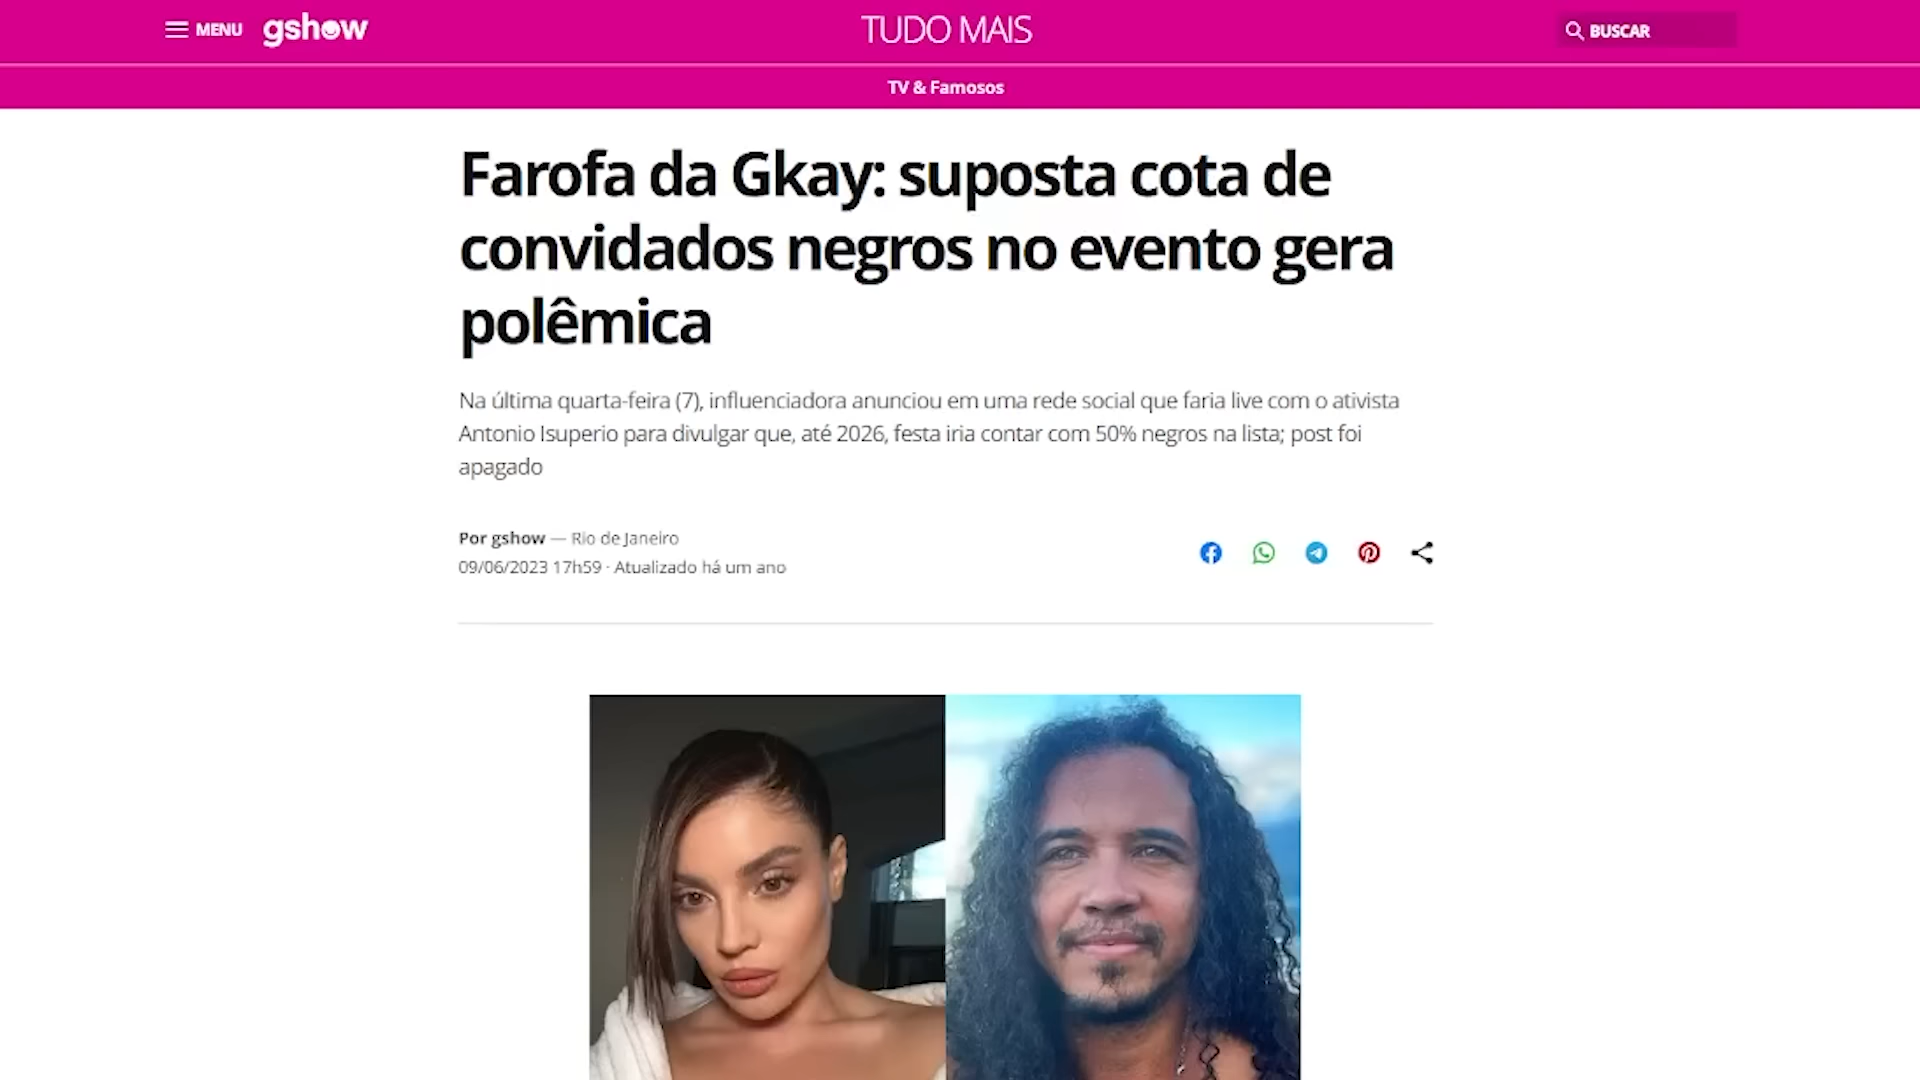 MENU gshow
TUDO MAIS
BUSCAR
TV & Famosos
Farofa da Gkay: suposta cota de
convidados negros no evento gera
polêmica
Na última quarta-feira (7), influenciadora anunciou em uma rede social que faria live com o ativista
Antonio Isuperio para divulgar que, até 2026, festa iria contar com 50% negros na lista; post foi
apagado
Por gshow — Rio de Janeiro
09/06/2023 17h59 · Atualizado há um ano